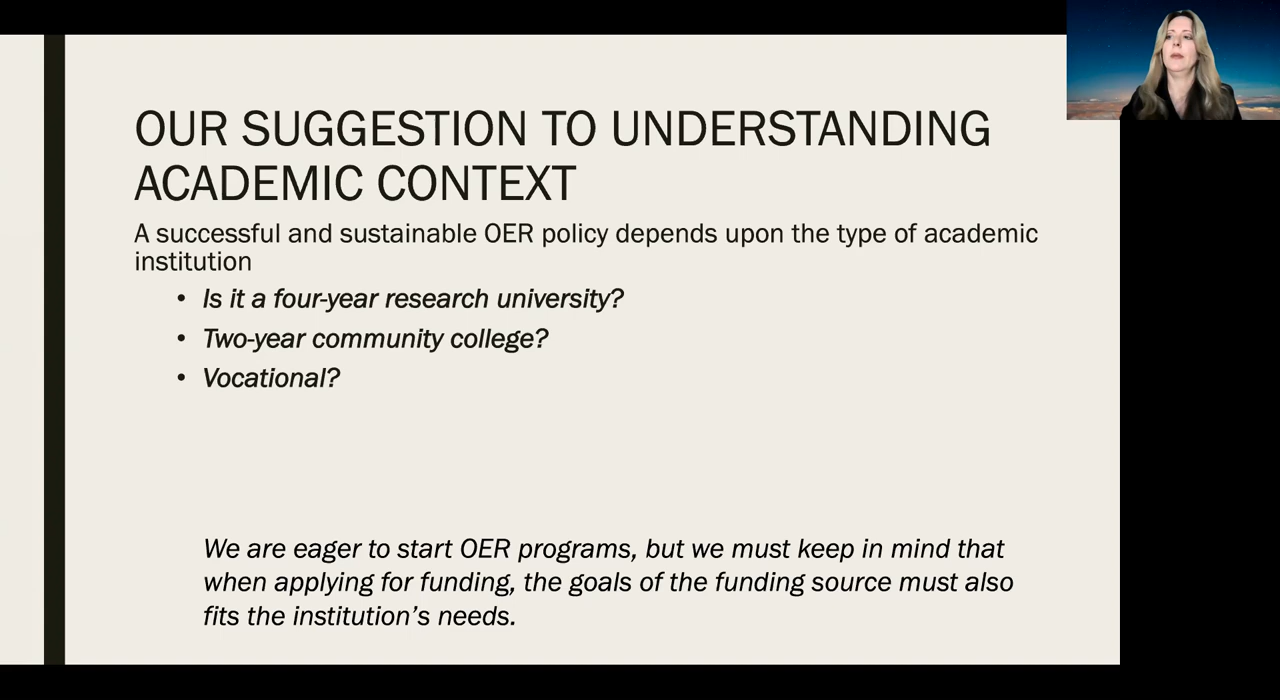 OUR SUGGESTION TO UNDERSTANDING
ACADEMIC CONTEXT
A successful and sustainable OER policy depends upon the type of academic
institution
• Is it a four-year research university?
• Two-year community college?
• Vocational?
We are eager to start OER programs, but we must keep in mind that
when applying for funding, the goals of the funding source must also
fits the institution’s needs.